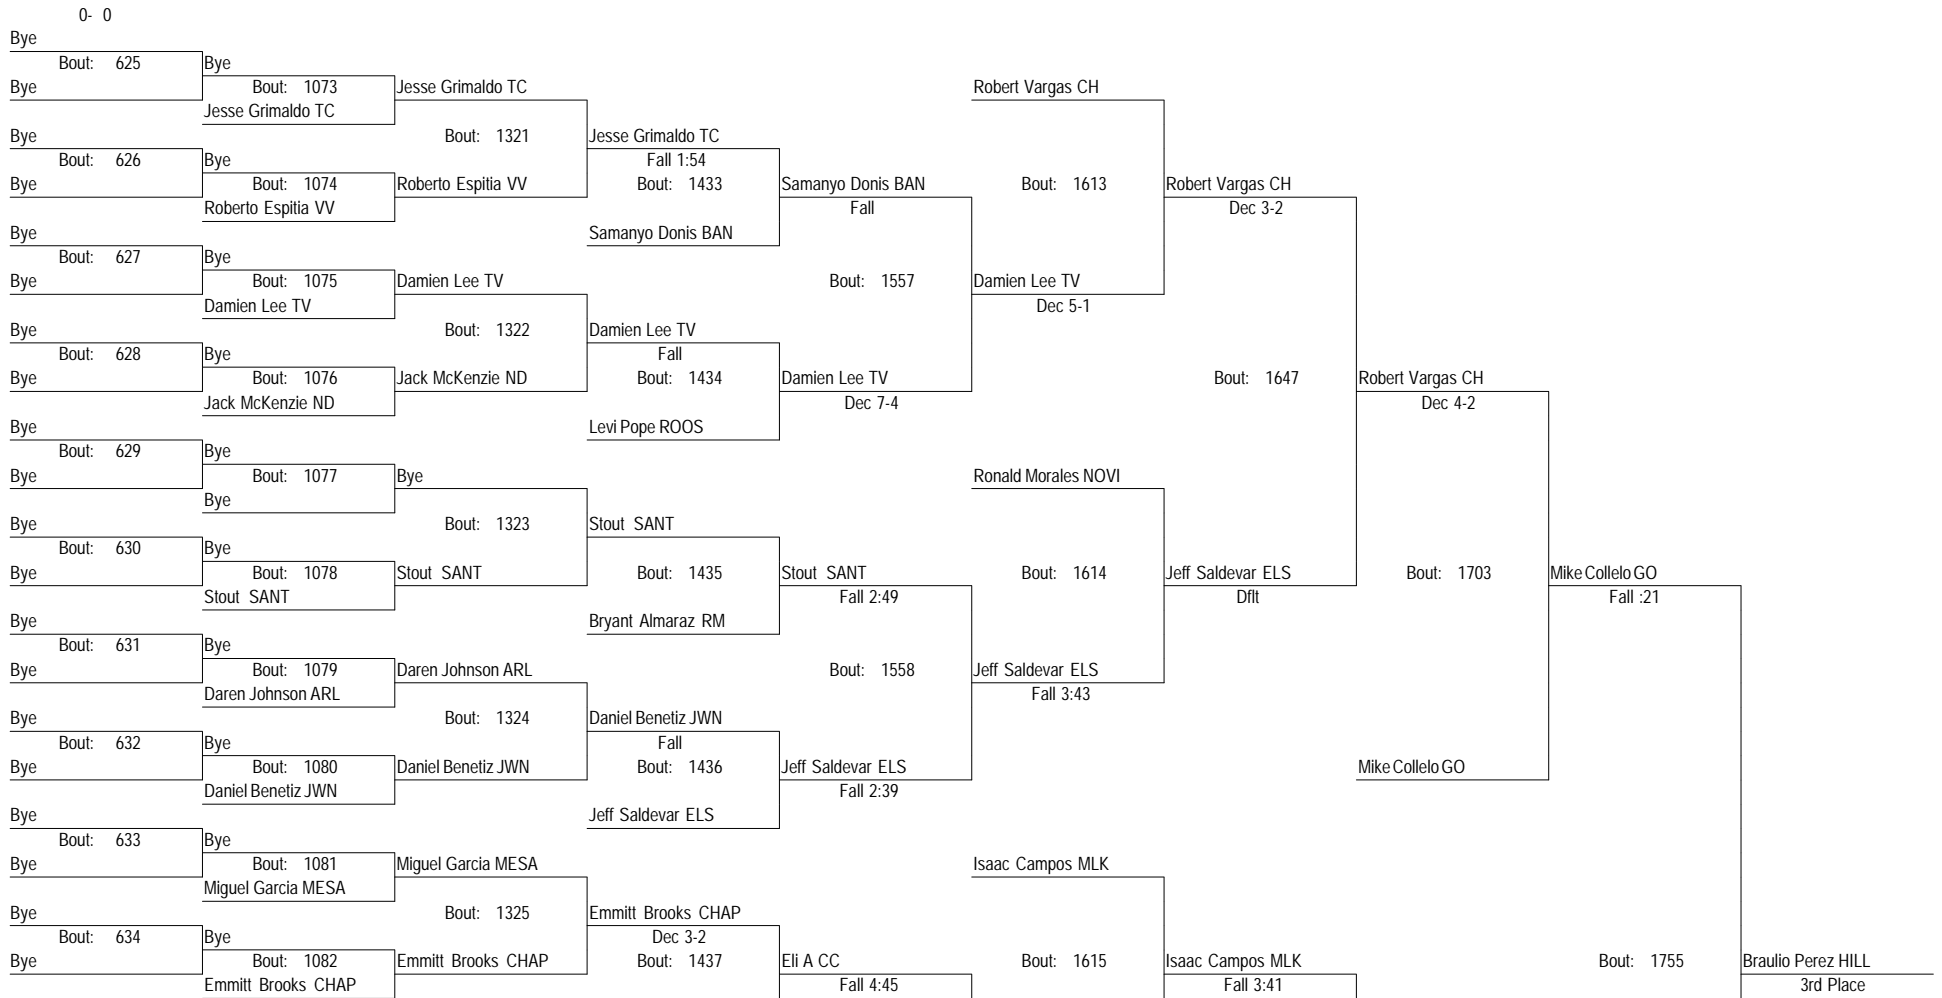 0- 0
Bye
Bout: 625 Bye
Bye Bout: 1073 Jesse Grimaldo TC Robert Vargas CH
Jesse Grimaldo TC
Bye Bout: 1321 Jesse Grimaldo TC
Bout: 626 Bye Fall 1:54
Bye Bout: 1074 Roberto Espitia VV Bout: 1433 Samanyo Donis BAN Bout: 1613 Robert Vargas CH
Roberto Espitia VV Fall Dec 3-2
Bye Samanyo Donis BAN
Bout: 627 Bye
Bye Bout: 1075 Damien Lee TV Bout: 1557 Damien Lee TV
Damien Lee TV Dec 5-1
Bye Bout: 1322 Damien Lee TV
Bout: 628 Bye Fall
Bye Bout: 1076 Jack McKenzie ND Bout: 1434 Damien Lee TV Bout: 1647 Robert Vargas CH
Jack McKenzie ND Dec 7-4 Dec 4-2
Bye Levi Pope ROOS
Bout: 629 Bye
Bye Bout: 1077 Bye Ronald Morales NOVI
Bye
Bye Bout: 1323 Stout SANT
Bout: 630 Bye
Bye Bout: 1078 Stout SANT Bout: 1435 Stout SANT Bout: 1614 Jeff Saldevar ELS Bout: 1703 Mike Collelo GO
Stout SANT Fall 2:49 Dflt Fall :21
Bye Bryant Almaraz RM
Bout: 631 Bye
Bye Bout: 1079 Daren Johnson ARL Bout: 1558 Jeff Saldevar ELS
Daren Johnson ARL Fall 3:43
Bye Bout: 1324 Daniel Benetiz JWN
Bout: 632 Bye Fall
Bye Bout: 1080 Daniel Benetiz JWN Bout: 1436 Jeff Saldevar ELS Mike Collelo GO
Daniel Benetiz JWN Fall 2:39
Bye Jeff Saldevar ELS
Bout: 633 Bye
Bye Bout: 1081 Miguel Garcia MESA Isaac Campos MLK
Miguel Garcia MESA
Bye Bout: 1325 Emmitt Brooks CHAP
Bout: 634 Bye Dec 3-2
Bye Bout: 1082 Emmitt Brooks CHAP Bout: 1437 Eli A CC Bout: 1615 Isaac Campos MLK Bout: 1755 Braulio Perez HILL
Emmitt Brooks CHAP Fall 4:45 Fall 3:41 3rd Place